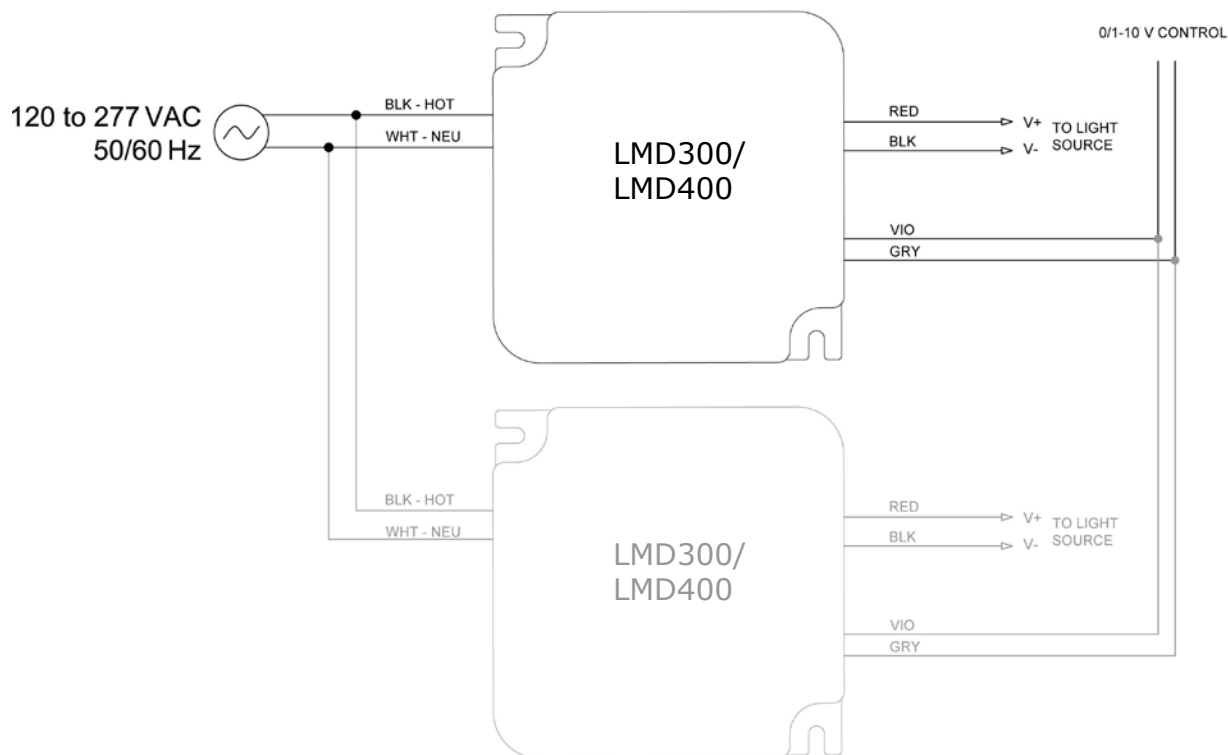 0/1-10 V CONTROL
120 to 277 VAC
50/60 Hz
BLK - HOT
WHT - NEU
LMD300/
LMD400
RED
BLK
V+
V-
TO LIGHT
SOURCE
VIO
GRY
BLK - HOT
WHT - NEU
LMD300/
LMD400
RED
BLK
V+
V-
TO LIGHT
SOURCE
VIO
GRY